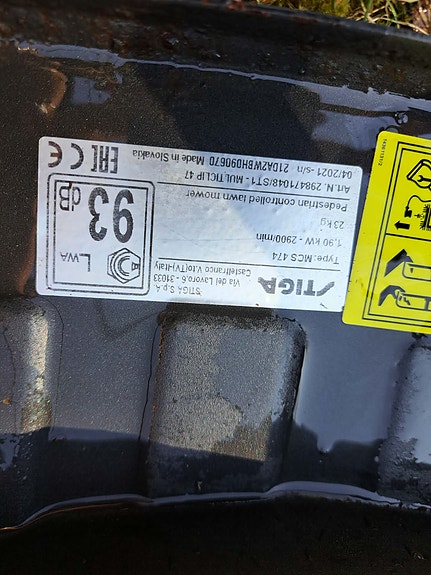 STIGA
STIGA S.p.A.
Via del Lavoro, 6 - 31033
Castelfranco V.to(TV)-Italy
Type: MCS 474
1,90 kW - 2900/min
23 kg
Pedestrian controlled lawn mower
Art.N. 298471048/ST1 - MULTICLIP 47
04/2021 - s/n 21DA2WBH090670 Made in Slovakia
LWA
93 dB
CE EAC